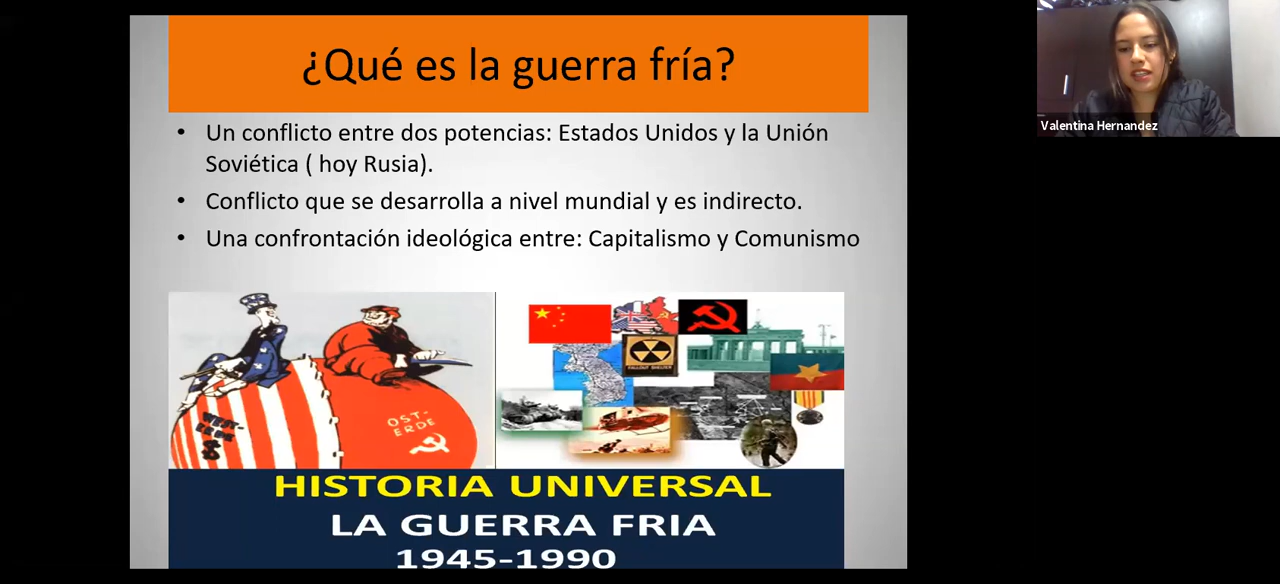 ¿Qué es la guerra fría?
• Un conflicto entre dos potencias: Estados Unidos y la Unión
Soviética ( hoy Rusia).
• Conflicto que se desarrolla a nivel mundial y es indirecto.
• Una confrontación ideológica entre: Capitalismo y Comunismo
OST-
ERDE
FALLOUT SHELTER
HISTORIA UNIVERSAL
LA GUERRA FRIA
1945-1990
Valentina Hernandez